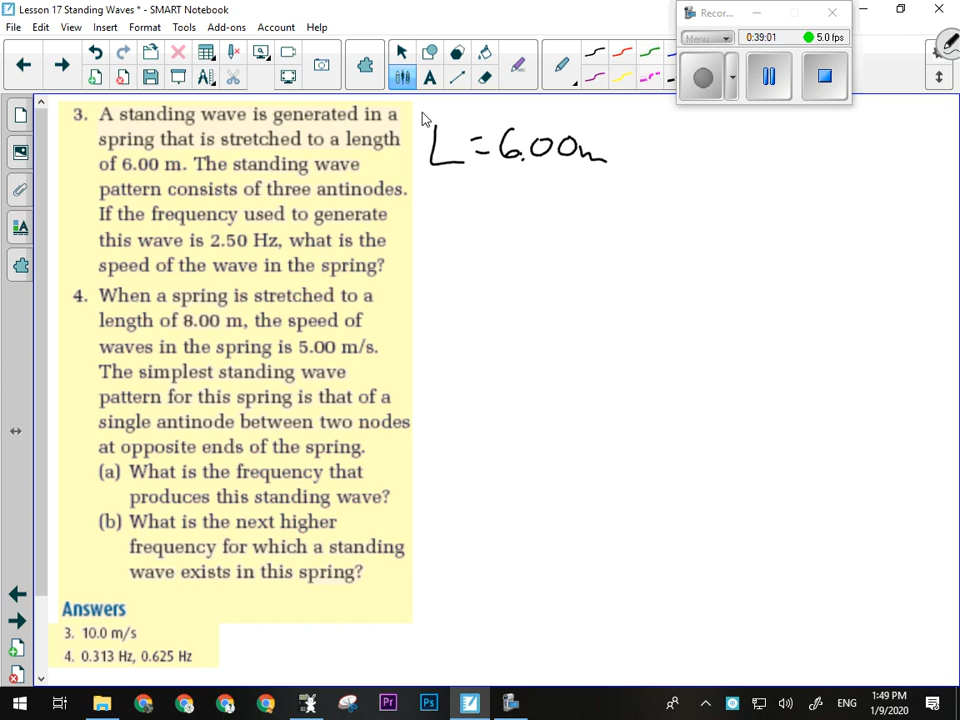 Lesson 17 Standing Waves * - SMART Notebook
File Edit View Insert Format Tools Add-ons Help
Recor...
Menu
0:39:01
5.0 fps
3. A standing wave is generated in a
spring that is stretched to a length
of 6.00 m. The standing wave
pattern consists of three antinodes.
If the frequency used to generate
this wave is 2.50 Hz, what is the
speed of the wave in the spring?
L = 6.00m
4. When a spring is stretched to a
length of 8.00 m, the speed of
waves in the spring is 5.00 m/s.
The simplest standing wave
pattern for this spring is that of a
single antinode between two nodes
at opposite ends of the spring.
(a) What is the frequency that
produces this standing wave?
(b) What is the next higher
frequency for which a standing
wave exists in this spring?
Answers
3. 10.0 m/s
4. 0.313 Hz, 0.625 Hz
Pr
Ps
ENG
1:49 PM
1/9/2020